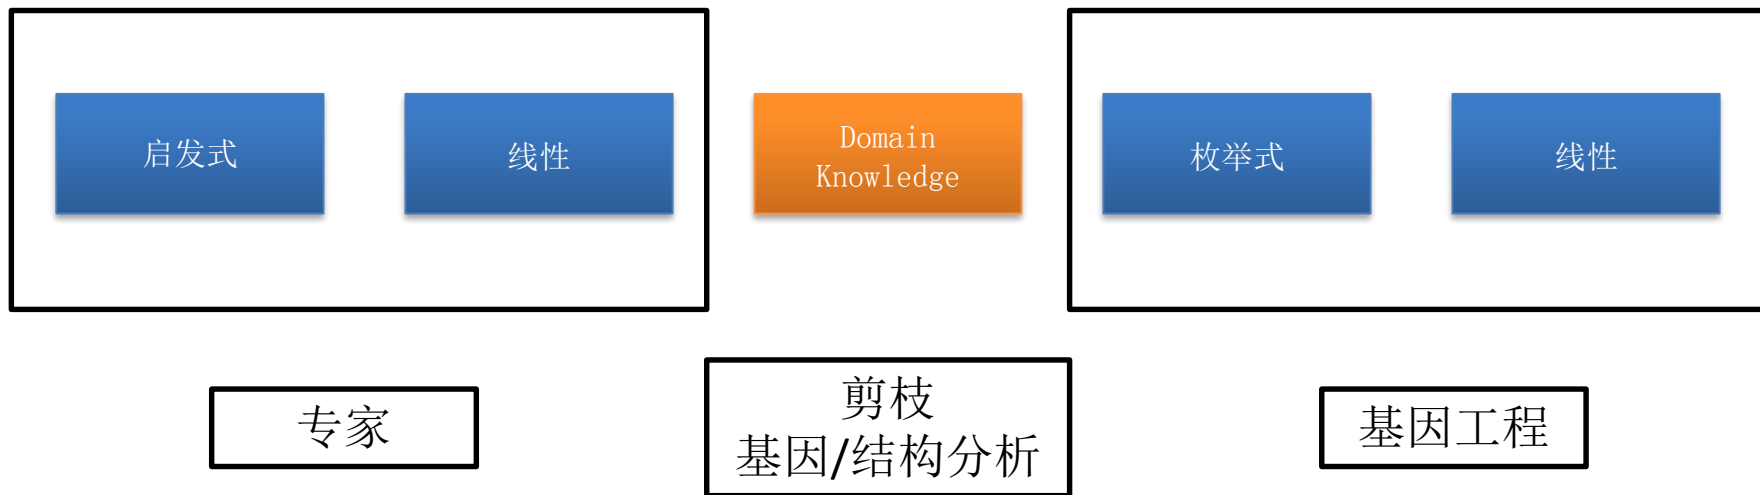 启发式
线性
Domain
Knowledge
枚举式
线性
专家
剪枝
基因/结构分析
基因工程